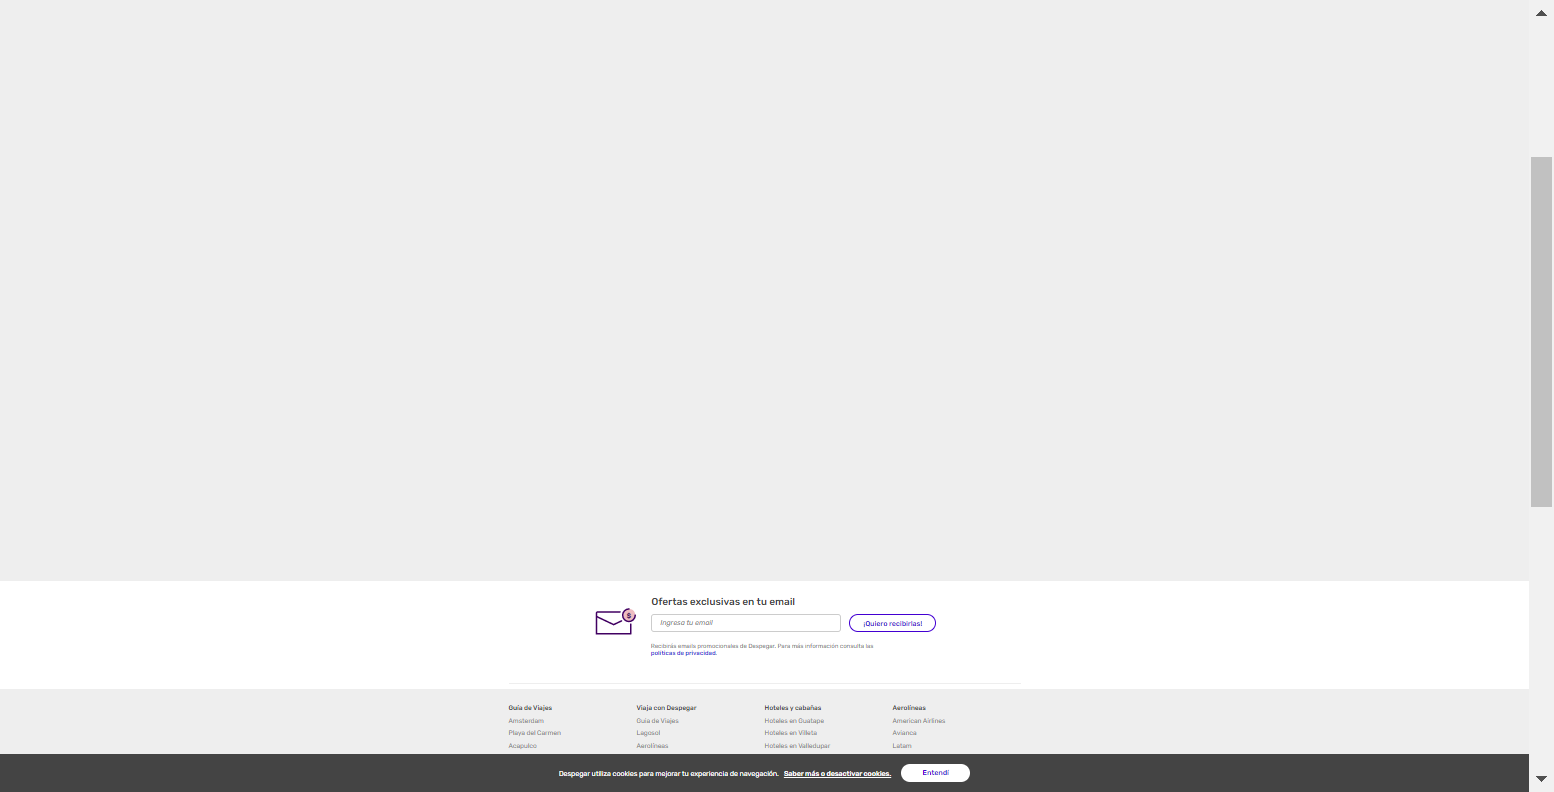 Ofertas exclusivas en tu email
$
Ingresa tu email
¡Quiero recibirlas!
Recibirás emails promocionales de Despegar. Para más información consulta las
políticas de privacidad.
Guía de Viajes
Amsterdam
Playa del Carmen
Acapulco
Viaja con Despegar
Guia de Viajes
Lagosol
Aerolíneas
Hoteles y cabañas
Hoteles en Guatape
Hoteles en Villeta
Hoteles en Valledupar
Aerolíneas
American Airlines
Avianca
Latam
Despegar utiliza cookies para mejorar tu experiencia de navegación. Saber más o desactivar cookies.
Entendí